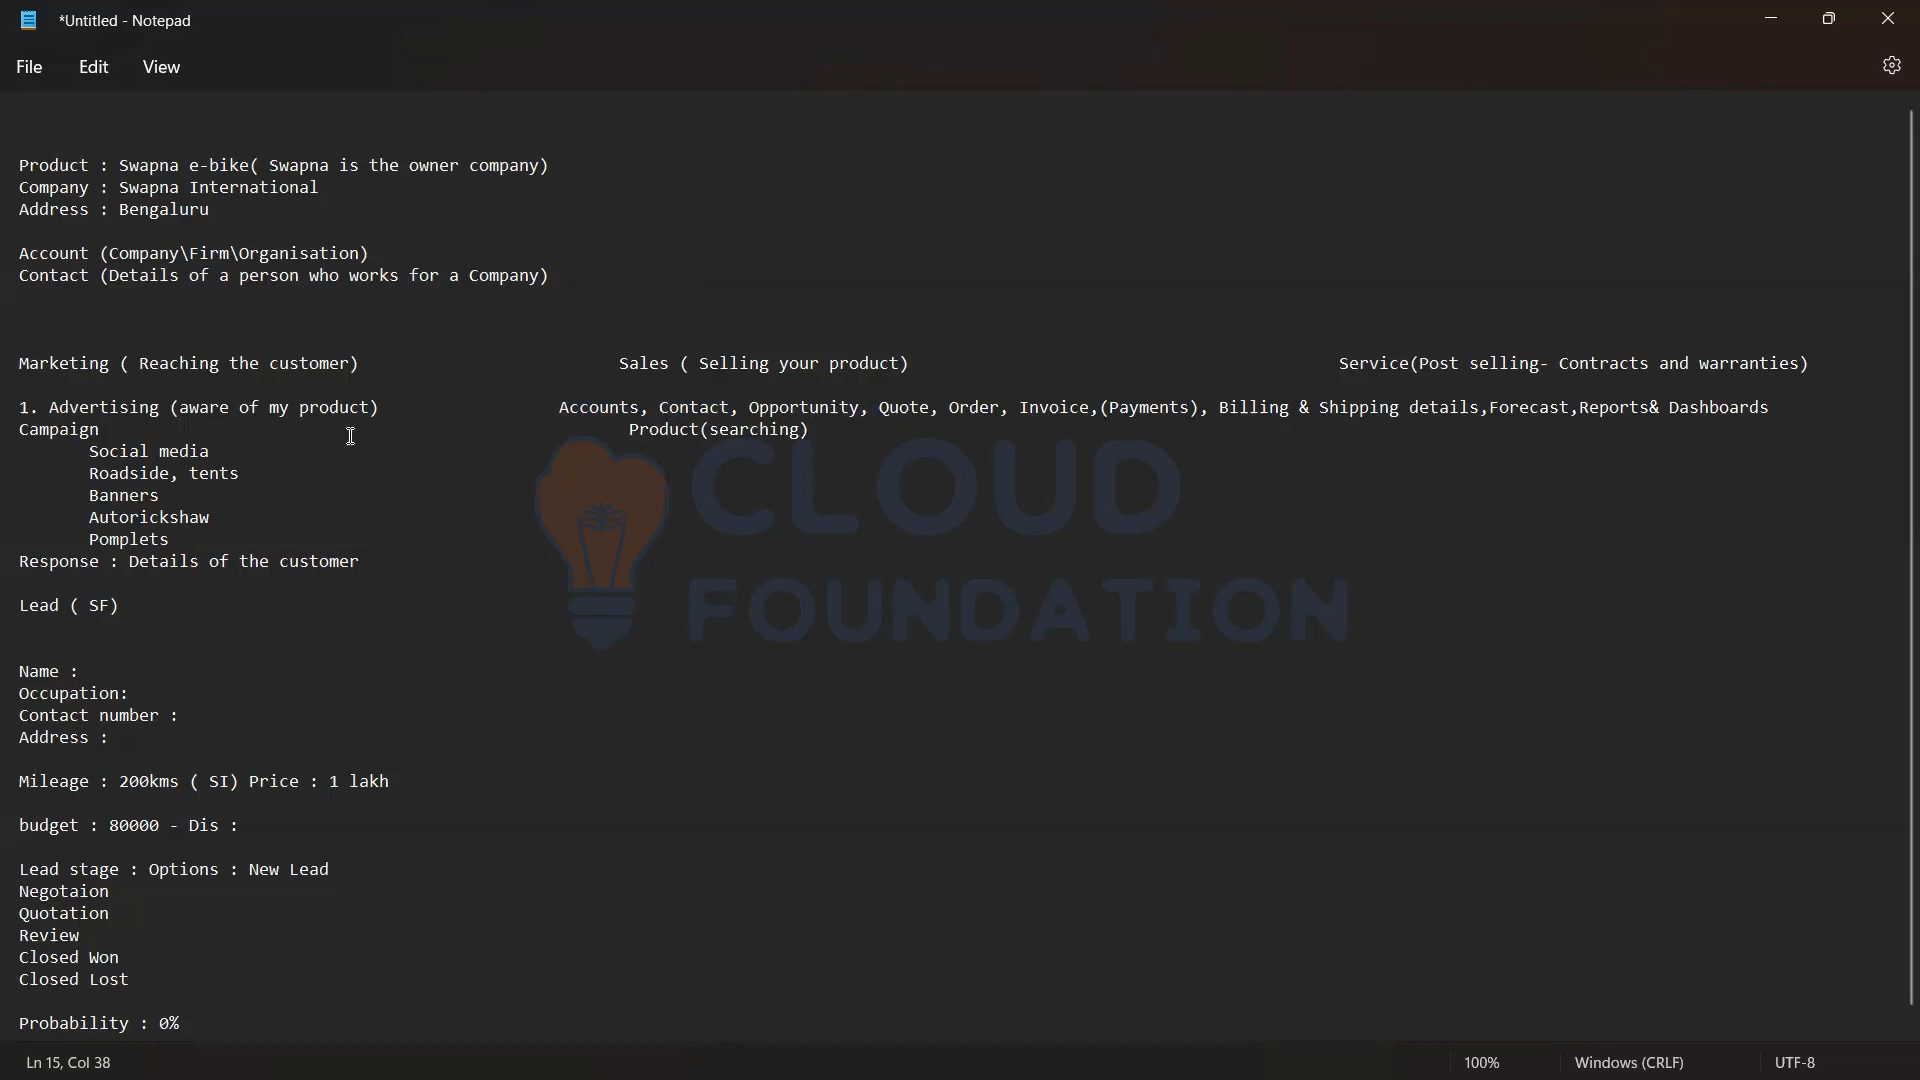 *Untitled - Notepad
File Edit View
Product : Swapna e-bike( Swapna is the owner company)
Company : Swapna International
Address : Bengaluru
Account (Company\Firm\Organisation)
Contact (Details of a person who works for a Company)
Marketing ( Reaching the customer) Sales ( Selling your product) Service(Post selling- Contracts and warranties)
1. Advertising (aware of my product) Accounts, Contact, Opportunity, Quote, Order, Invoice,(Payments), Billing & Shipping details,Forecast,Reports& Dashboards
Campaign Product(searching)
Social media
Roadside, tents
Banners
Autorickshaw
Pomplets
Response : Details of the customer
Lead ( SF)
CLOUD
FOUNDATION
Name :
Occupation:
Contact number :
Address :
Mileage : 200kms ( SI) Price : 1 lakh
budget : 80000 - Dis :
Lead stage : Options : New Lead
Negotaion
Quotation
Review
Closed Won
Closed Lost
Probability : 0%
Ln 15, Col 38 100% Windows (CRLF) UTF-8